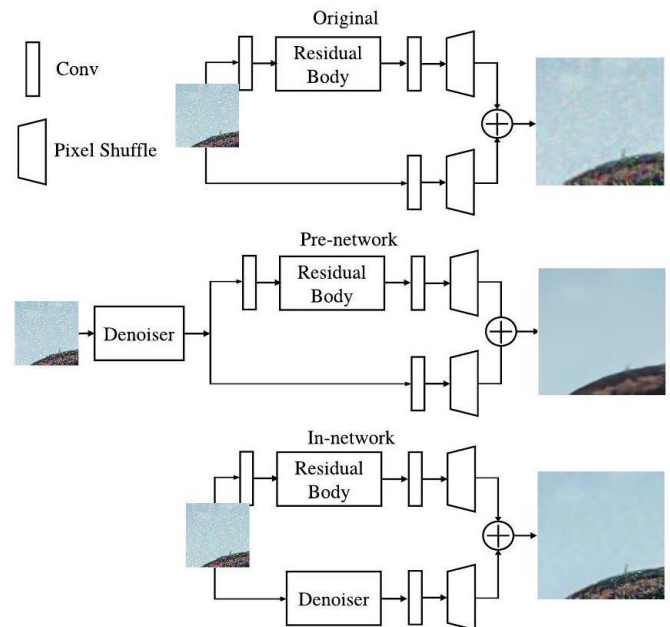 Original
Conv
Residual
Body
Pixel Shuffle
Pre-network
Residual
Body
Denoiser
In-network
Residual
Body
Denoiser